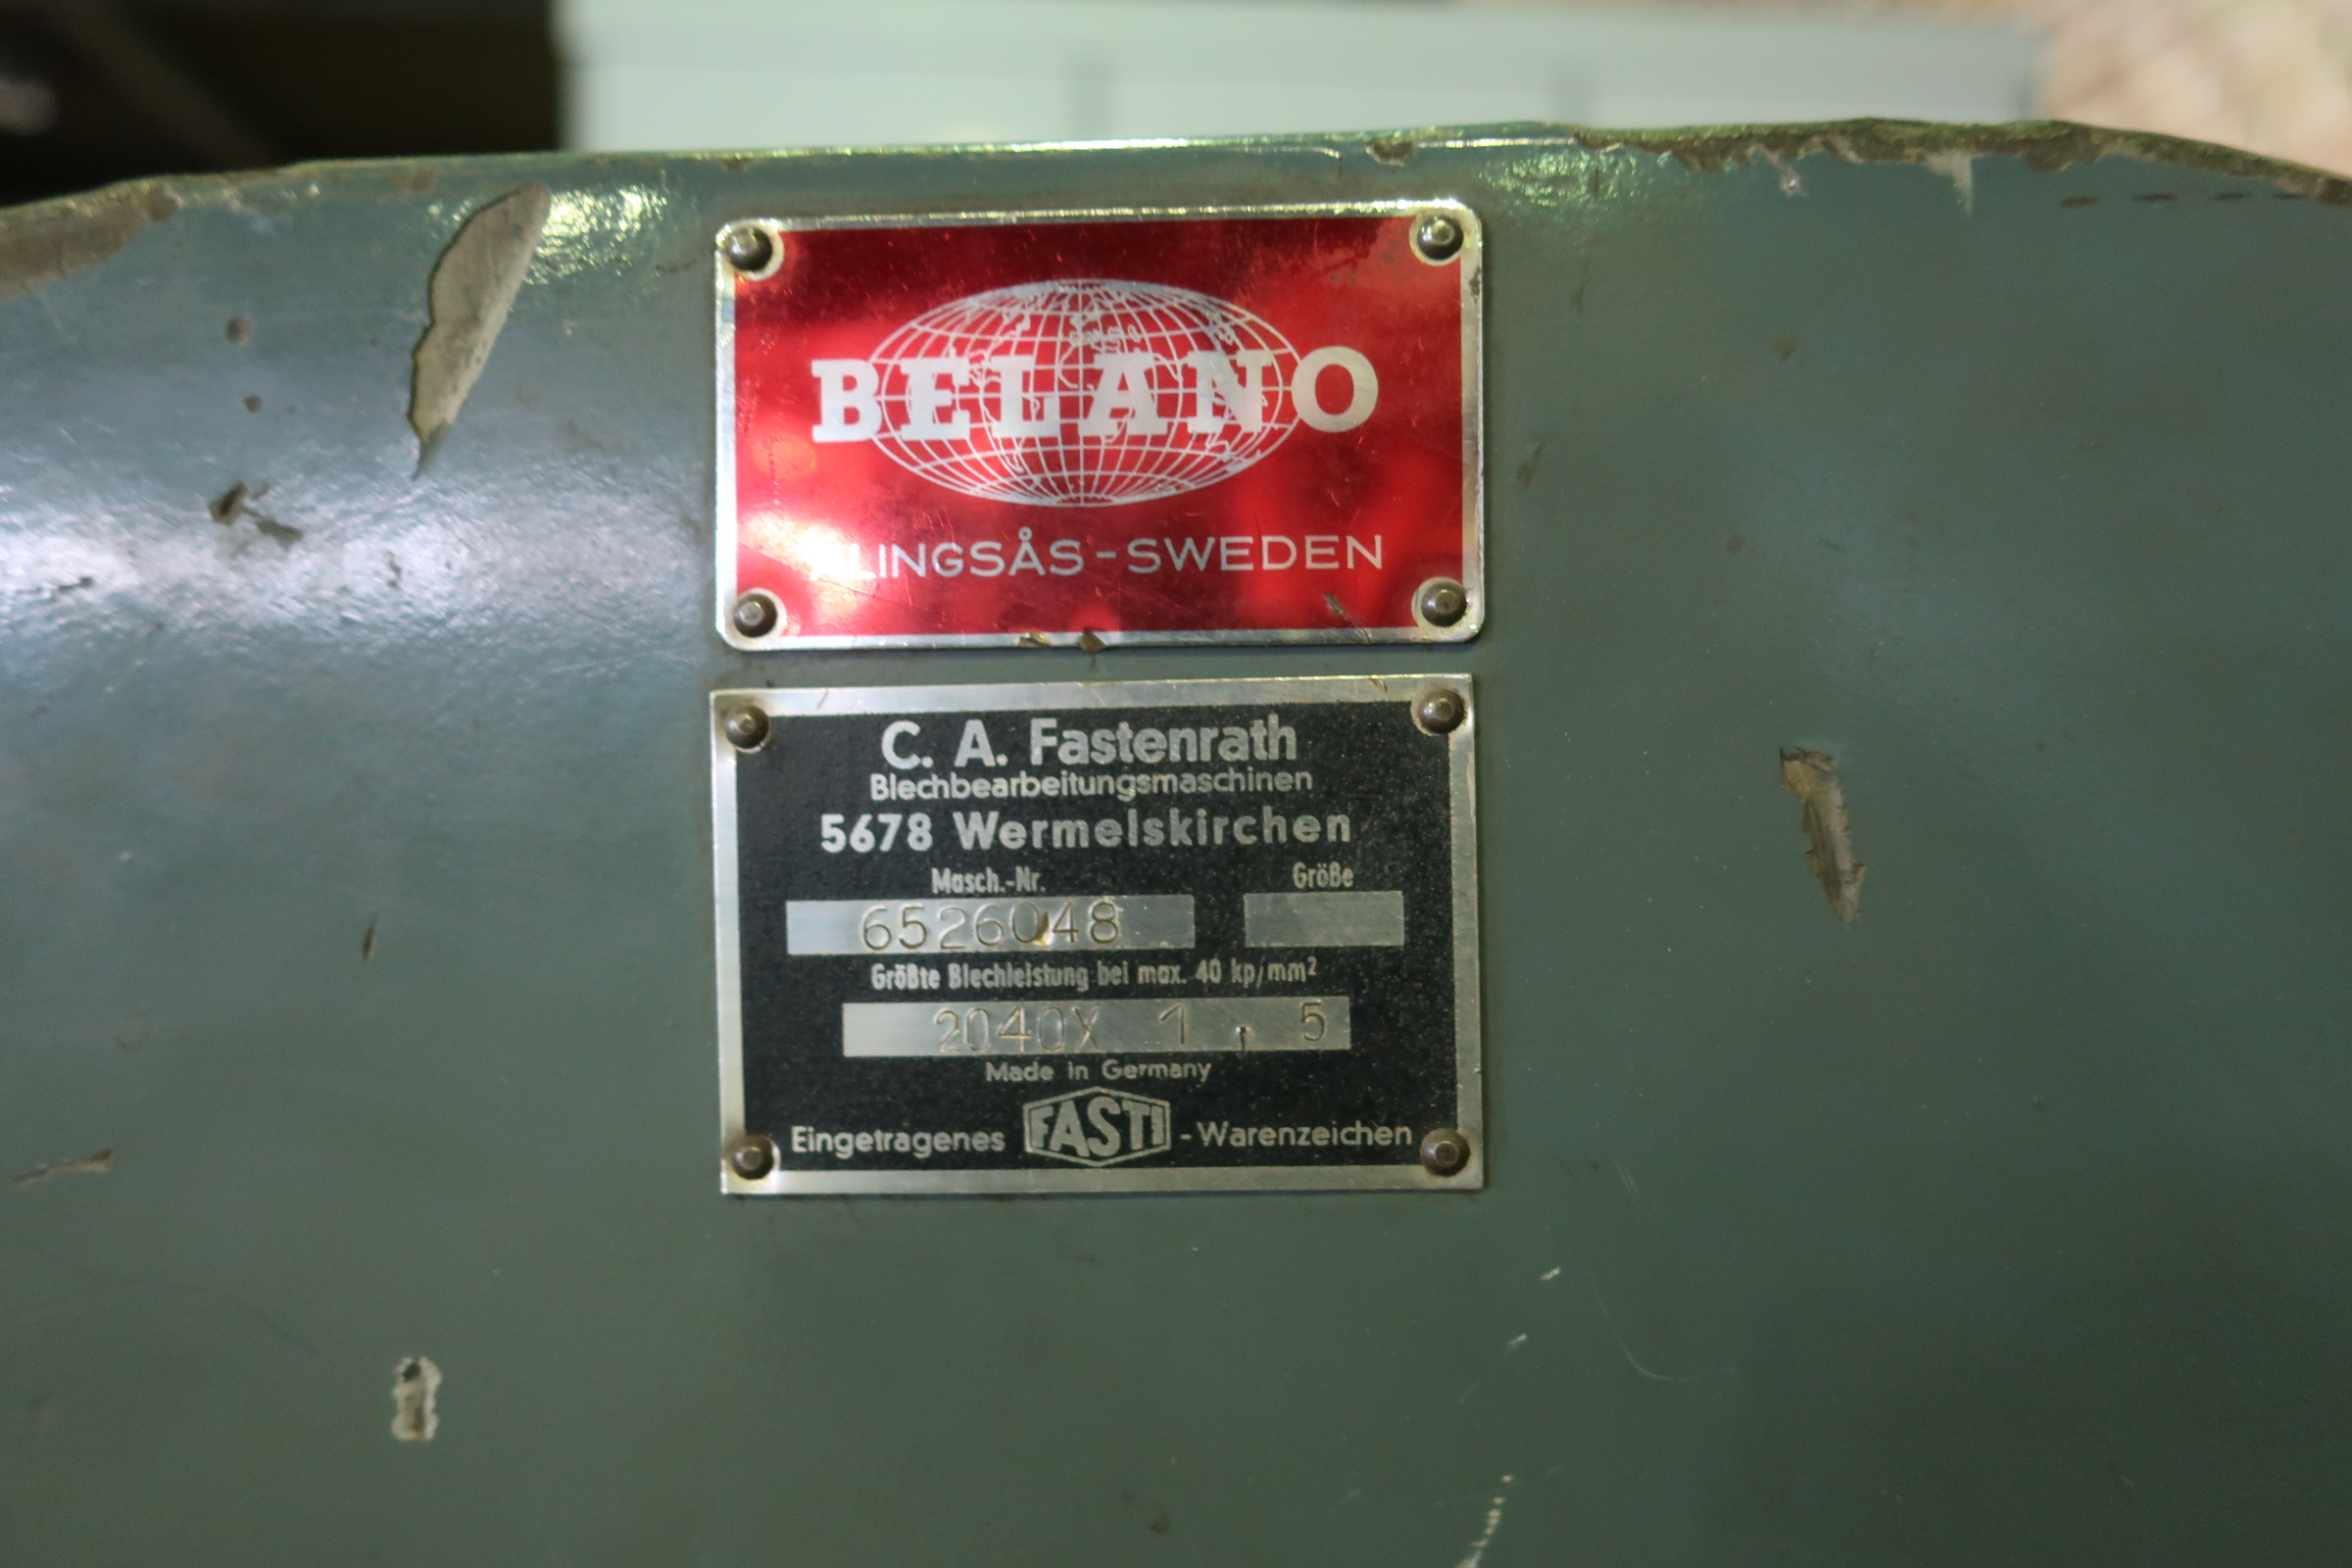 BELANO
ALINGSÅS-SWEDEN
C. A. Fastenrath
Blechbearbeitungsmaschinen
5678 Wermelskirchen
Masch.-Nr. Größe
6526048
Größte Blechleistung bei max. 40 kp/mm²
2040X 1,5
Made in Germany
Eingetragenes FASTI -Warenzeichen